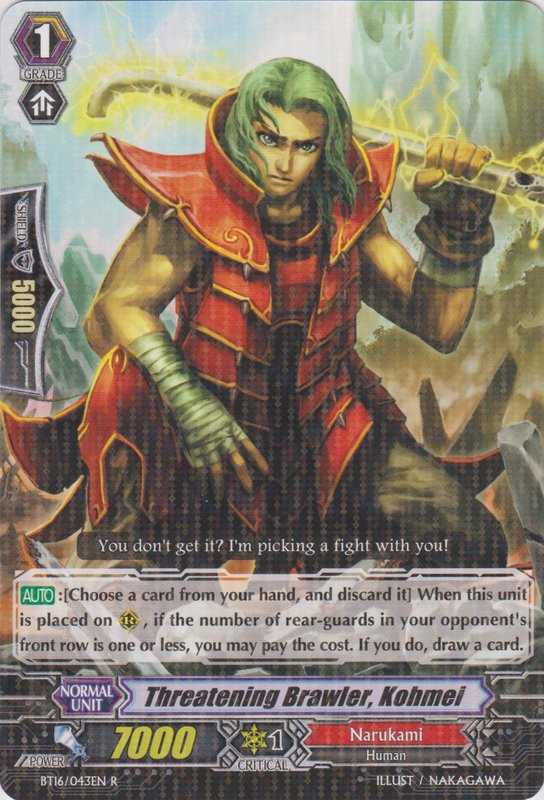 1
GRADE
SHIELD
5000
You don't get it? I'm picking a fight with you!
AUTO:[Choose a card from your hand, and discard it] When this unit
is placed on R, if the number of rear-guards in your opponent's
front row is one or less, you may pay the cost. If you do, draw a card.
NORMAL
UNIT
Threatening Brawler, Kohmei
POWER
7000
1
CRITICAL
Narukami
Human
BT16/043EN R
ILLUST / NAKAGAWA